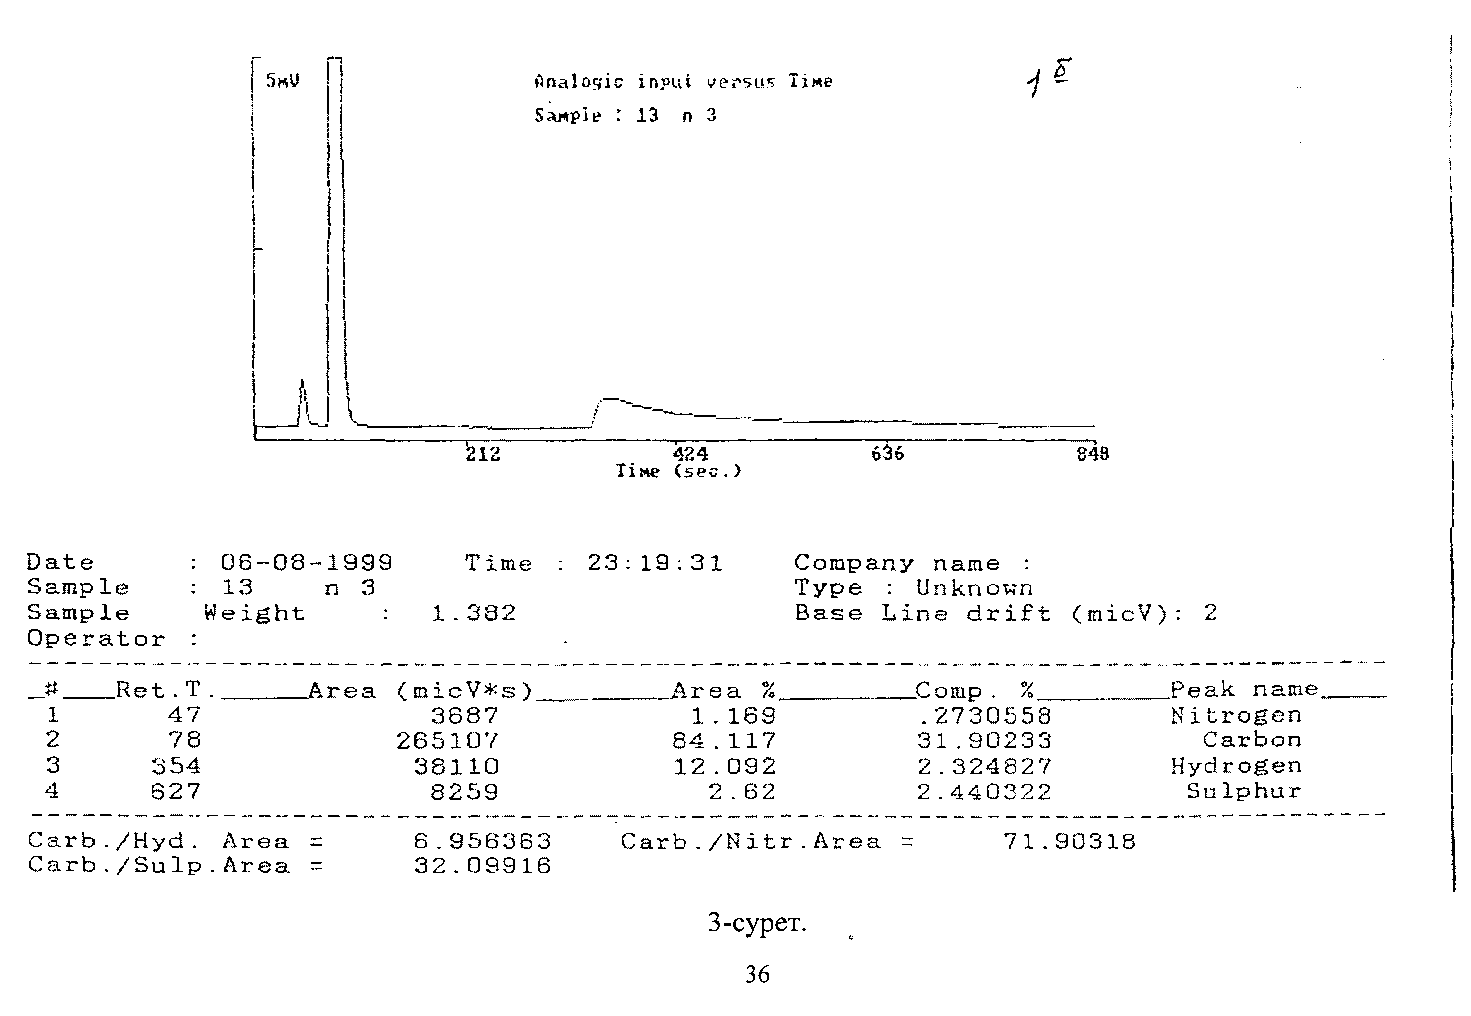 5mV
Analogic input versus Time
1 б
Sample : 13 n 3
212 424 636 848
Time (sec.)
Date : 06-08-1999 Time : 23:19:31 Company name :
Sample : 13 n 3 Type : Unknown
Sample Weight : 1.382 Base Line drift (micV): 2
Operator :
# Ret.T. Area (micV*s) Area % Comp. % Peak name
1 47 3687 1.169 .2730558 Nitrogen
2 78 265107 84.117 31.90233 Carbon
3 354 38110 12.092 2.324827 Hydrogen
4 627 8259 2.62 2.440322 Sulphur
Carb./Hyd. Area = 6.956363 Carb./Nitr.Area = 71.90318
Carb./Sulp.Area = 32.09916
3-сурет.
36